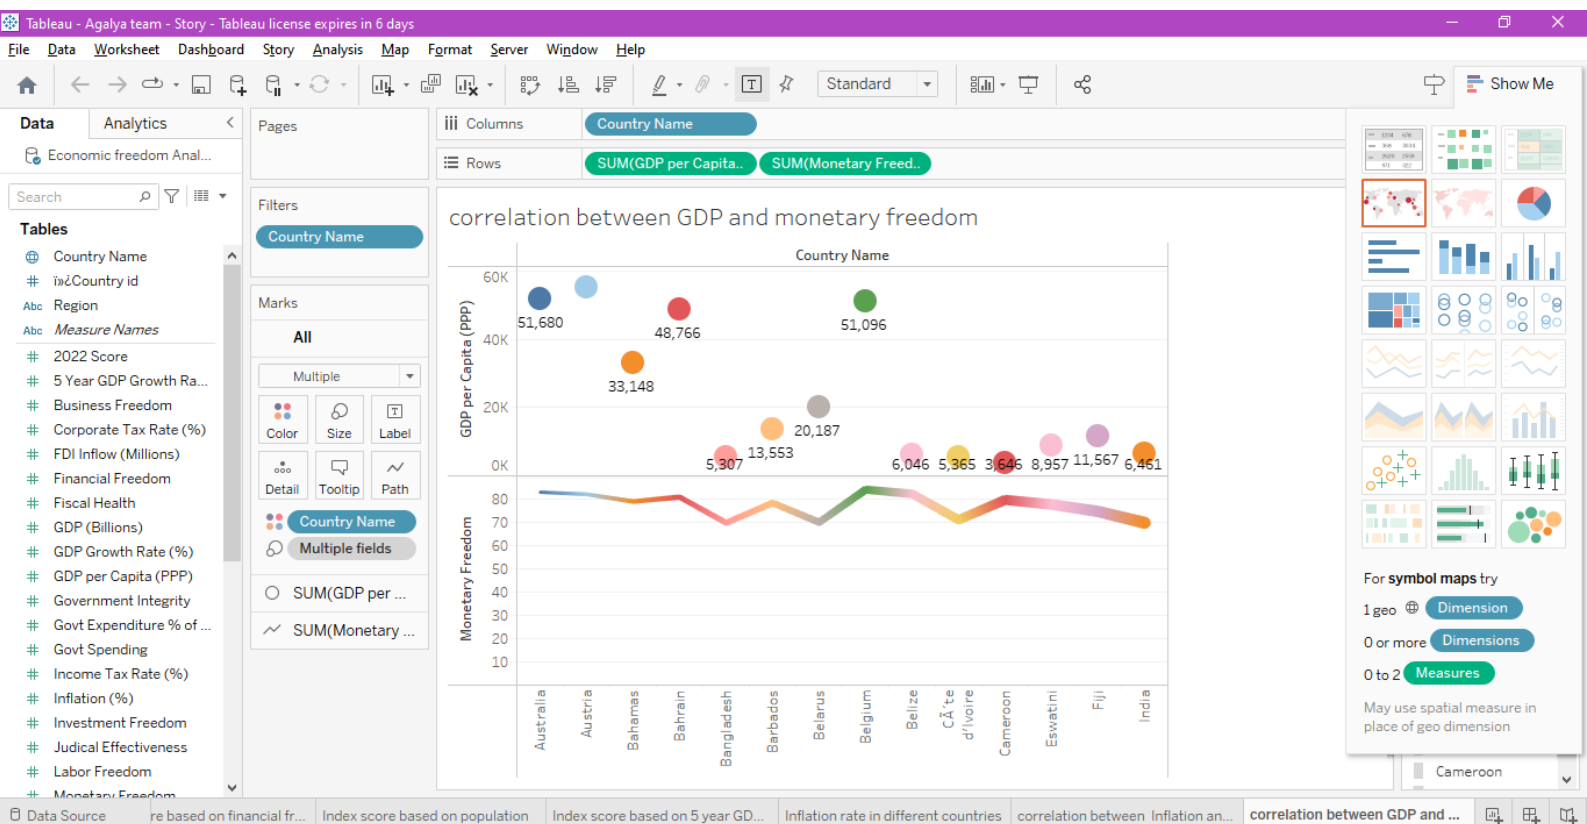 Tableau - Agalya team - Story - Tableau license expires in 6 days
File Data Worksheet Dashboard Story Analysis Map Format Server Window Help
Standard
Show Me
Data Analytics
Economic freedom Anal...
Search
Tables
Country Name
ï»¿Country id
Abc Region
Abc Measure Names
2022 Score
5 Year GDP Growth Ra...
Business Freedom
Corporate Tax Rate (%)
FDI Inflow (Millions)
Financial Freedom
Fiscal Health
GDP (Billions)
GDP Growth Rate (%)
GDP per Capita (PPP)
Government Integrity
Govt Expenditure % of ...
Govt Spending
Income Tax Rate (%)
Inflation (%)
Investment Freedom
Judical Effectiveness
Labor Freedom
Monetary Freedom
Pages
Filters
Country Name
Marks
All
Multiple
Color Size Label
Detail Tooltip Path
Country Name
Multiple fields
SUM(GDP per ...
SUM(Monetary ...
Columns Country Name
Rows SUM(GDP per Capita.. SUM(Monetary Freed..
correlation between GDP and monetary freedom
Country Name
GDP per Capita (PPP)
60K
40K
20K
0K
51,680
33,148
48,766
5,307
13,553
20,187
51,096
6,046
5,365
3,646
8,957
11,567
6,461
Monetary Freedom
80
70
60
50
40
30
20
10
Australia
Austria
Bahamas
Bahrain
Bangladesh
Barbados
Belarus
Belgium
Belize
CÃ´te
d'Ivoire
Cameroon
Eswatini
Fiji
India
For symbol maps try
1 geo Dimension
0 or more Dimensions
0 to 2 Measures
May use spatial measure in
place of geo dimension
Cameroon
Data Source
re based on financial fr...
Index score based on population
Index score based on 5 year GD...
Inflation rate in different countries
correlation between Inflation an...
correlation between GDP and ...